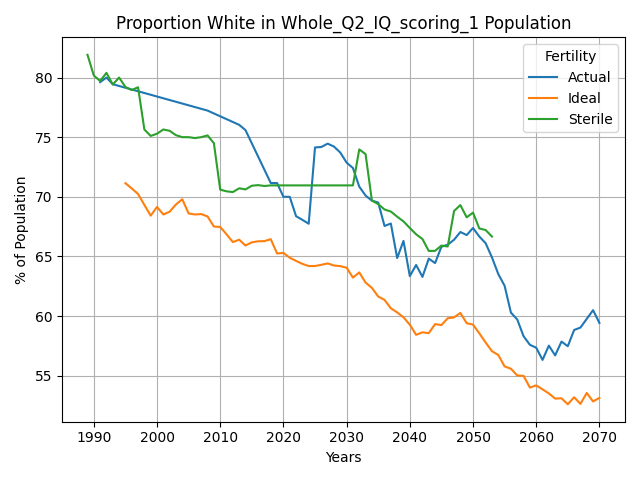 Proportion White in Whole_Q2_IQ_scoring_1 Population
Fertility
Actual
Ideal
Sterile
% of Population
80
75
70
65
60
55
1990
2000
2010
2020
2030
2040
2050
2060
2070
Years